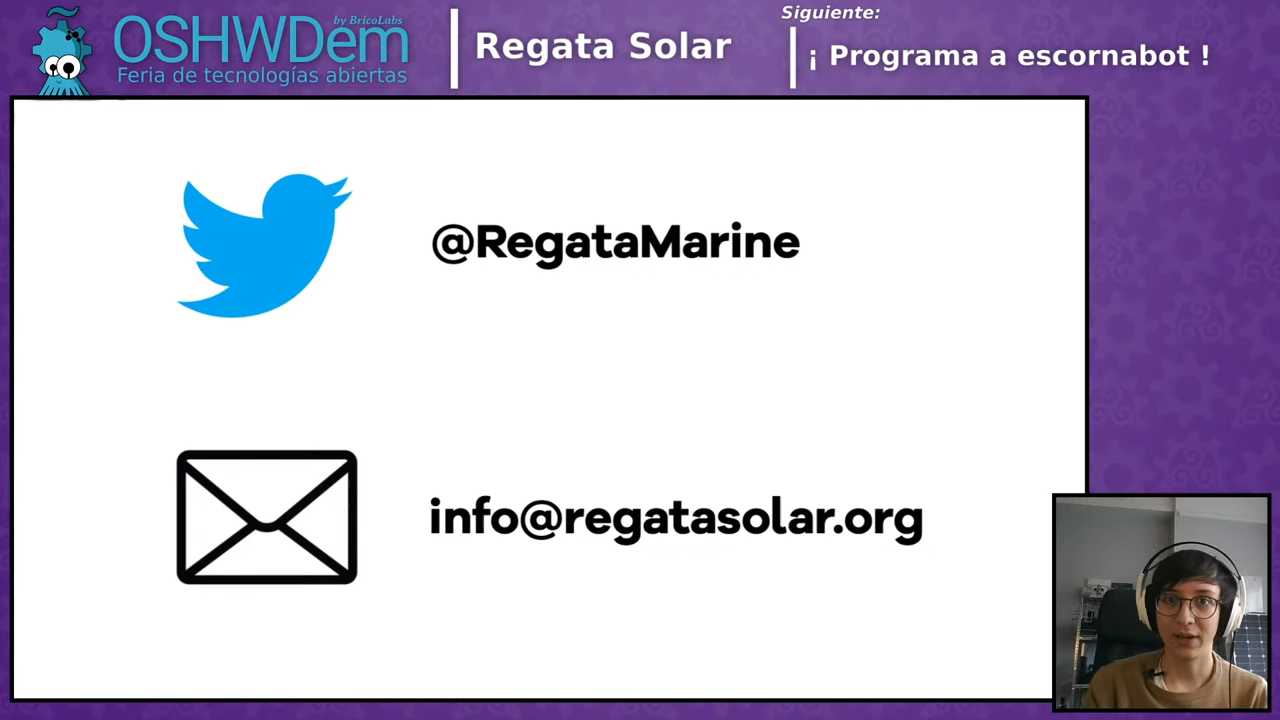 OSHWDem
by BricoLabs
Feria de tecnologías abiertas
Regata Solar
Siguiente:
¡ Programa a escornabot !
@RegataMarine
info@regatasolar.org